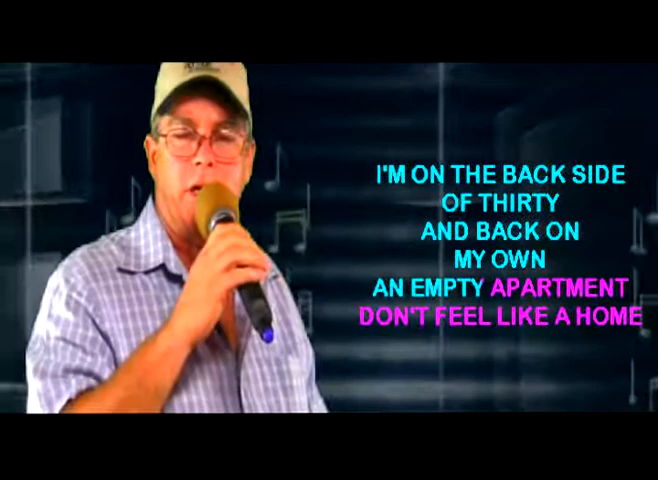 I'M ON THE BACK SIDE
OF THIRTY
AND BACK ON
MY OWN
AN EMPTY APARTMENT
DON'T FEEL LIKE A HOME